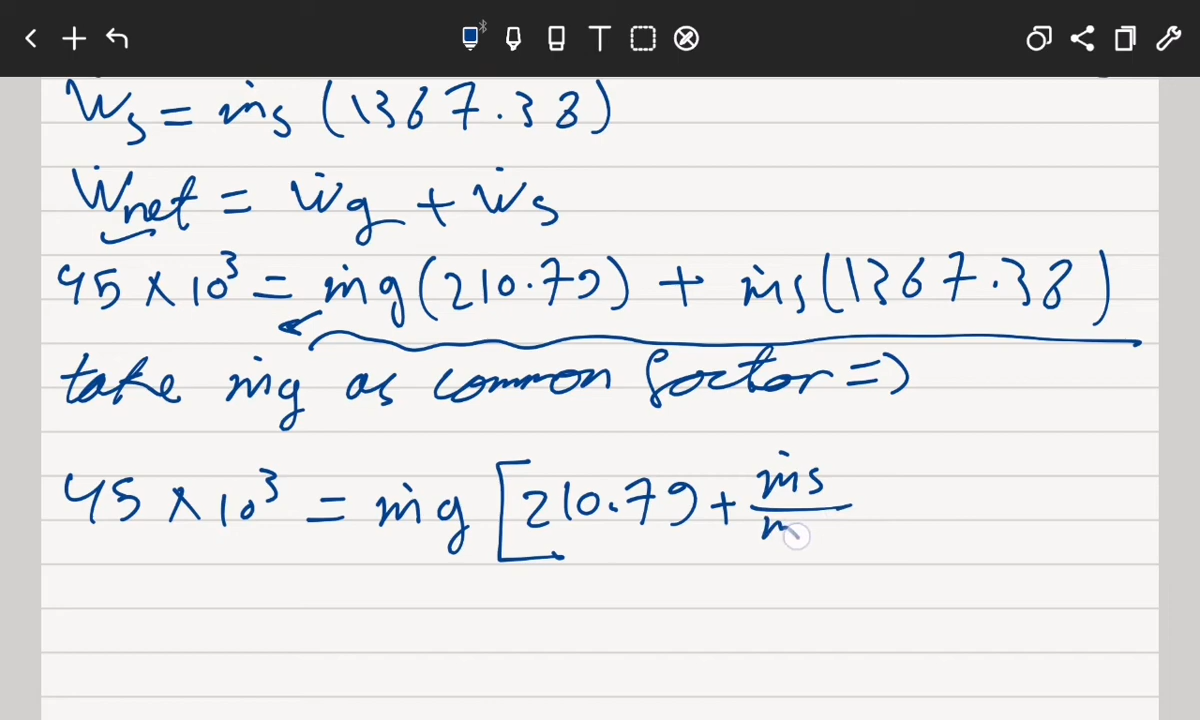 Ẇs = ṁs (1367.38)
Ẇnet = Ẇg + Ẇs
45 × 10³ = ṁg(210.79) + ṁs(1367.38)
take ṁg as common factor =>
45 × 10³ = ṁg [210.79 + ṁs/m